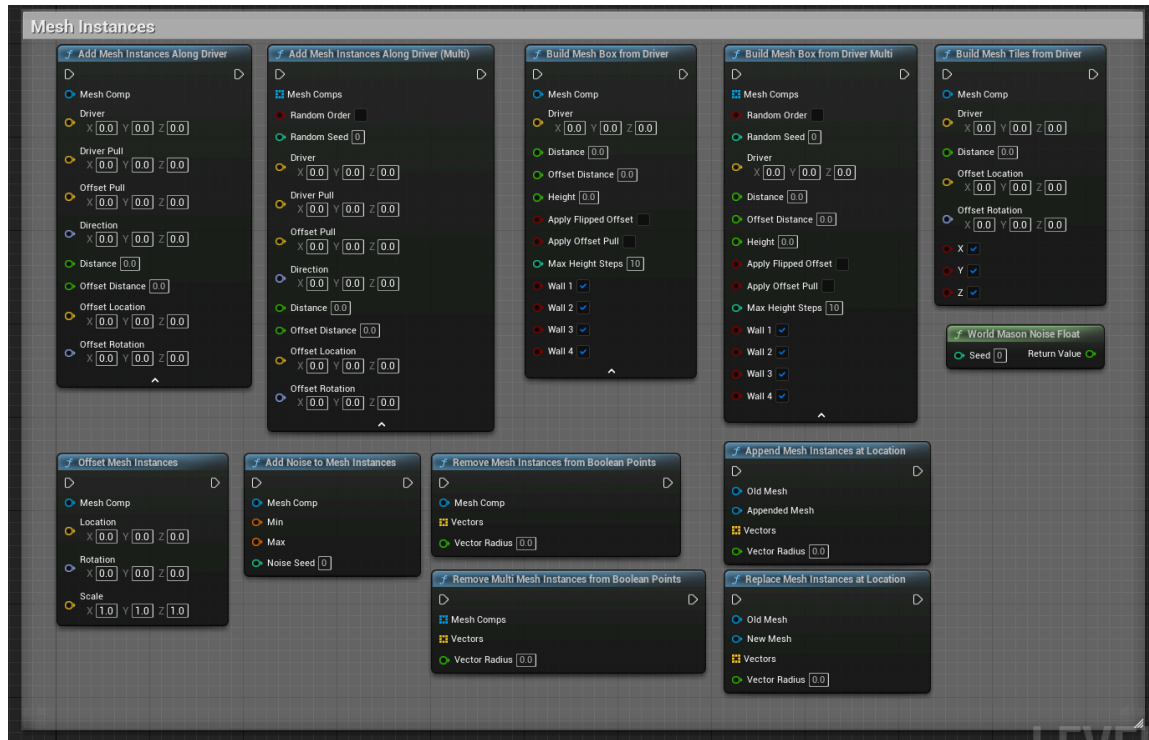 Mesh Instances
Add Mesh Instances Along Driver
Mesh Comp
Driver
X 0.0 Y 0.0 Z 0.0
Driver Pull
X 0.0 Y 0.0 Z 0.0
Offset Pull
X 0.0 Y 0.0 Z 0.0
Direction
X 0.0 Y 0.0 Z 0.0
Distance 0.0
Offset Distance 0.0
Offset Location
X 0.0 Y 0.0 Z 0.0
Offset Rotation
X 0.0 Y 0.0 Z 0.0
Add Mesh Instances Along Driver (Multi)
Mesh Comps
Random Order
Random Seed 0
Driver
X 0.0 Y 0.0 Z 0.0
Driver Pull
X 0.0 Y 0.0 Z 0.0
Offset Pull
X 0.0 Y 0.0 Z 0.0
Direction
X 0.0 Y 0.0 Z 0.0
Distance 0.0
Offset Distance 0.0
Offset Location
X 0.0 Y 0.0 Z 0.0
Offset Rotation
X 0.0 Y 0.0 Z 0.0
Build Mesh Box from Driver
Mesh Comp
Driver
X 0.0 Y 0.0 Z 0.0
Distance 0.0
Offset Distance 0.0
Height 0.0
Apply Flipped Offset
Apply Offset Pull
Max Height Steps 10
Wall 1
Wall 2
Wall 3
Wall 4
Build Mesh Box from Driver Multi
Mesh Comps
Random Order
Random Seed 0
Driver
X 0.0 Y 0.0 Z 0.0
Distance 0.0
Offset Distance 0.0
Height 0.0
Apply Flipped Offset
Apply Offset Pull
Max Height Steps 10
Wall 1
Wall 2
Wall 3
Wall 4
Build Mesh Tiles from Driver
Mesh Comp
Driver
X 0.0 Y 0.0 Z 0.0
Distance 0.0
Offset Location
X 0.0 Y 0.0 Z 0.0
Offset Rotation
X 0.0 Y 0.0 Z 0.0
X
Y
Z
World Mason Noise Float
Seed 0 Return Value
Offset Mesh Instances
Mesh Comp
Location
X 0.0 Y 0.0 Z 0.0
Rotation
X 0.0 Y 0.0 Z 0.0
Scale
X 1.0 Y 1.0 Z 1.0
Add Noise to Mesh Instances
Mesh Comp
Min
Max
Noise Seed 0
Remove Mesh Instances from Boolean Points
Mesh Comp
Vectors
Vector Radius 0.0
Remove Multi Mesh Instances from Boolean Points
Mesh Comps
Vectors
Vector Radius 0.0
Append Mesh Instances at Location
Old Mesh
Appended Mesh
Vectors
Vector Radius 0.0
Replace Mesh Instances at Location
Old Mesh
New Mesh
Vectors
Vector Radius 0.0